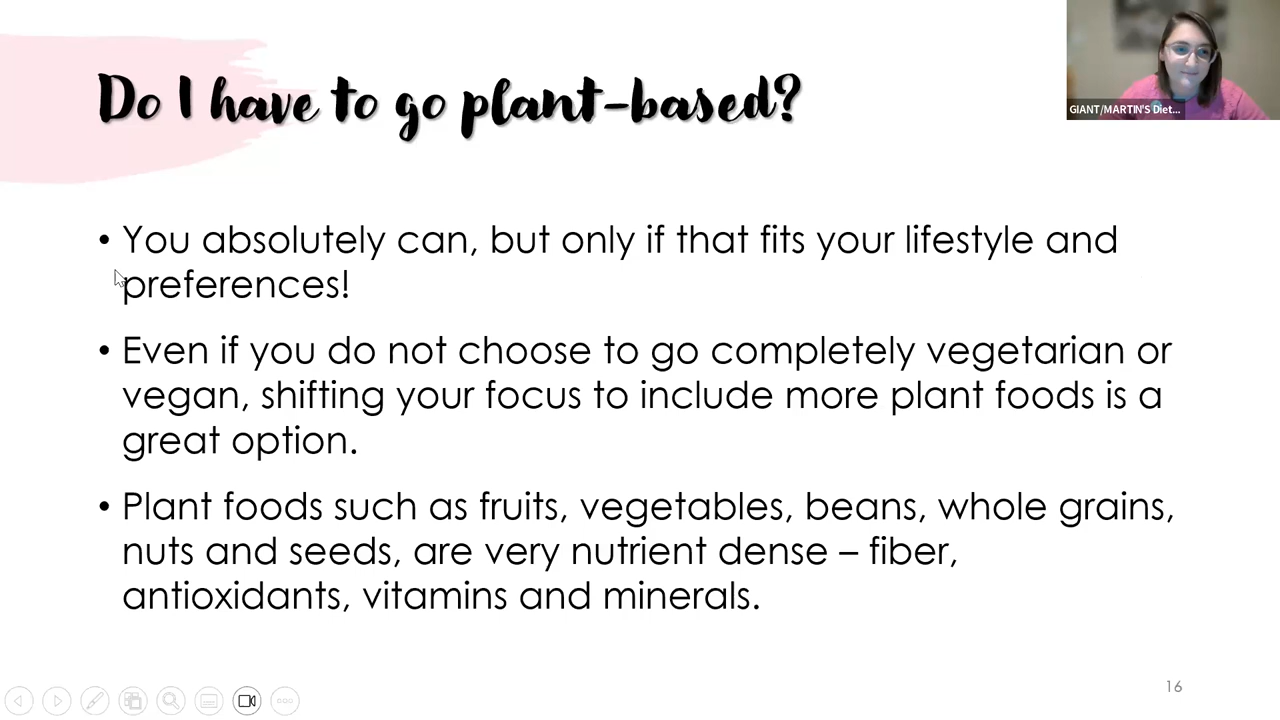 Do I have to go plant-based?
GIANT/MARTIN'S Diet...
• You absolutely can, but only if that fits your lifestyle and
preferences!
• Even if you do not choose to go completely vegetarian or
vegan, shifting your focus to include more plant foods is a
great option.
• Plant foods such as fruits, vegetables, beans, whole grains,
nuts and seeds, are very nutrient dense – fiber,
antioxidants, vitamins and minerals.
16